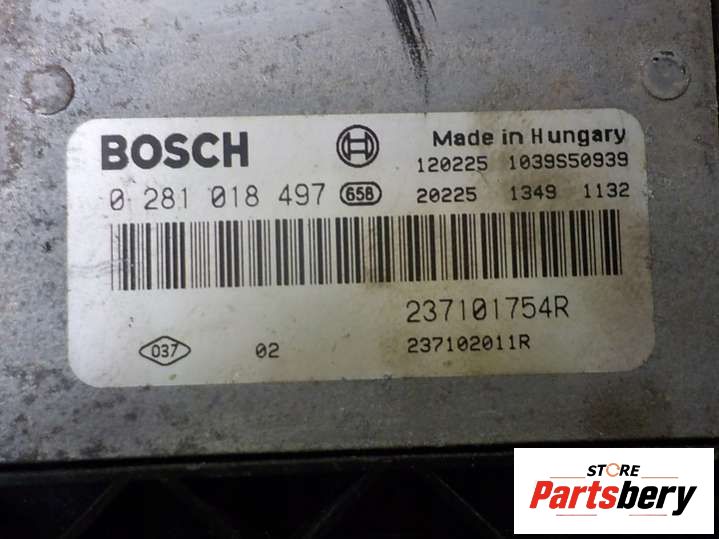 BOSCH
Made in Hungary
120225 1039S50939
0 281 018 497 658
20225 1349 1132
237101754R
037 02 237102011R
STORE
Partsbery